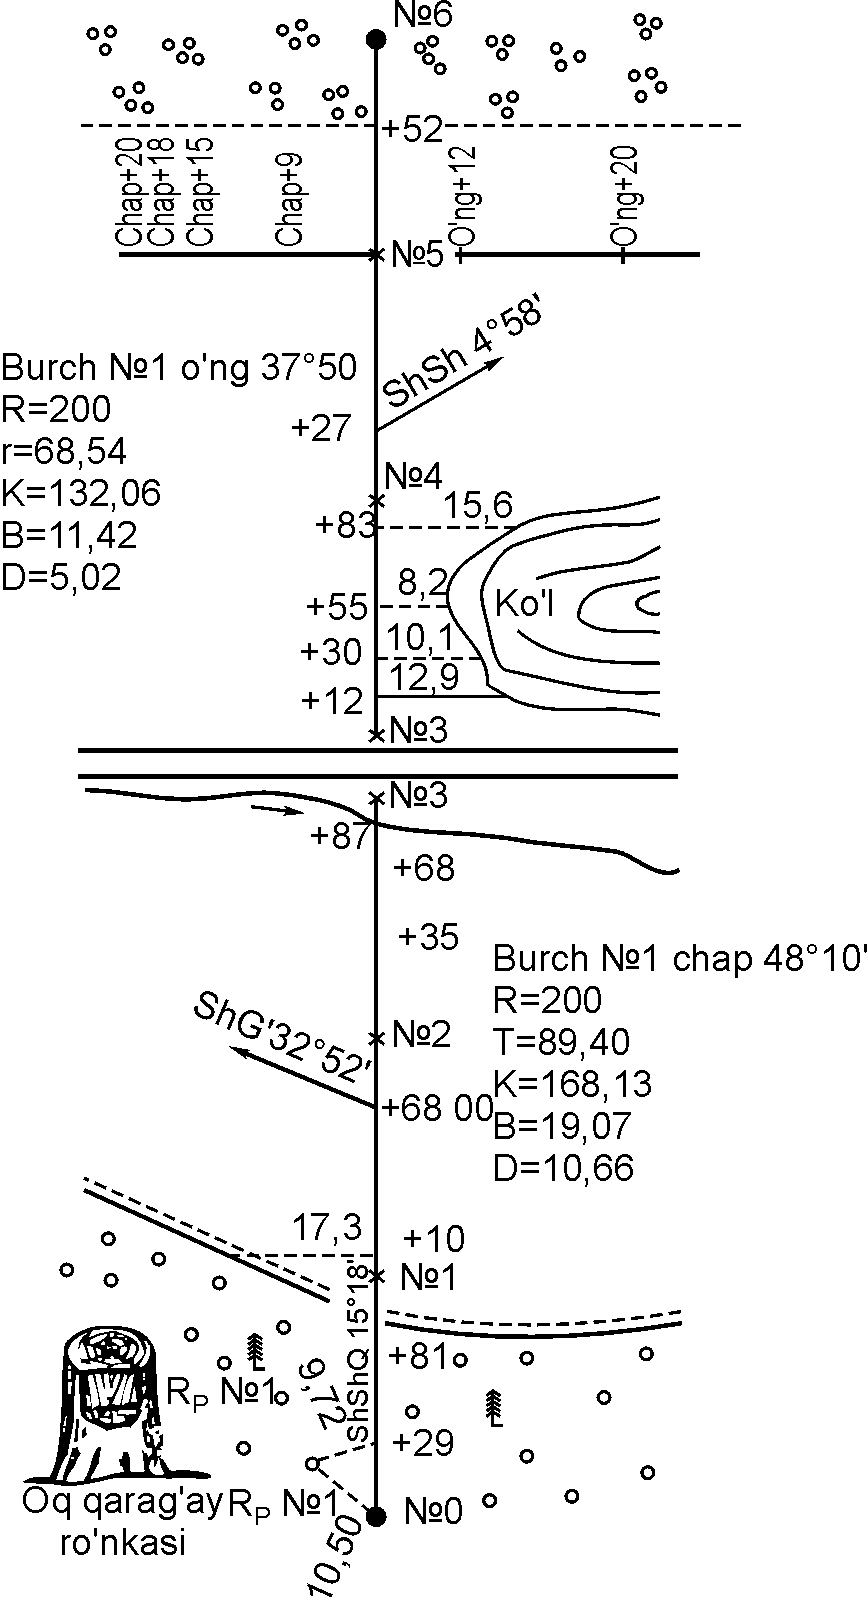 №6
+52
Chap+20
Chap+18
Chap+15
Chap+9
O'ng+12
O'ng+20
№5
ShSh 4°58'
Burch №1 o'ng 37°50
R=200
r=68,54
K=132,06
B=11,42
D=5,02
+27
№4
15,6
+83
8,2
Ko'l
+55
10,1
+30
12,9
+12
№3
№3
+87
+68
+35
Burch №1 chap 48°10'
R=200
T=89,40
K=168,13
B=19,07
D=10,66
ShG'32°52'
№2
+68 00
17,3
+10
№1
ShShQ 15°18'
+81
9,72
Rp №1
+29
Oq qarag'ay
ro'nkasi
Rp №1
№0
10,50